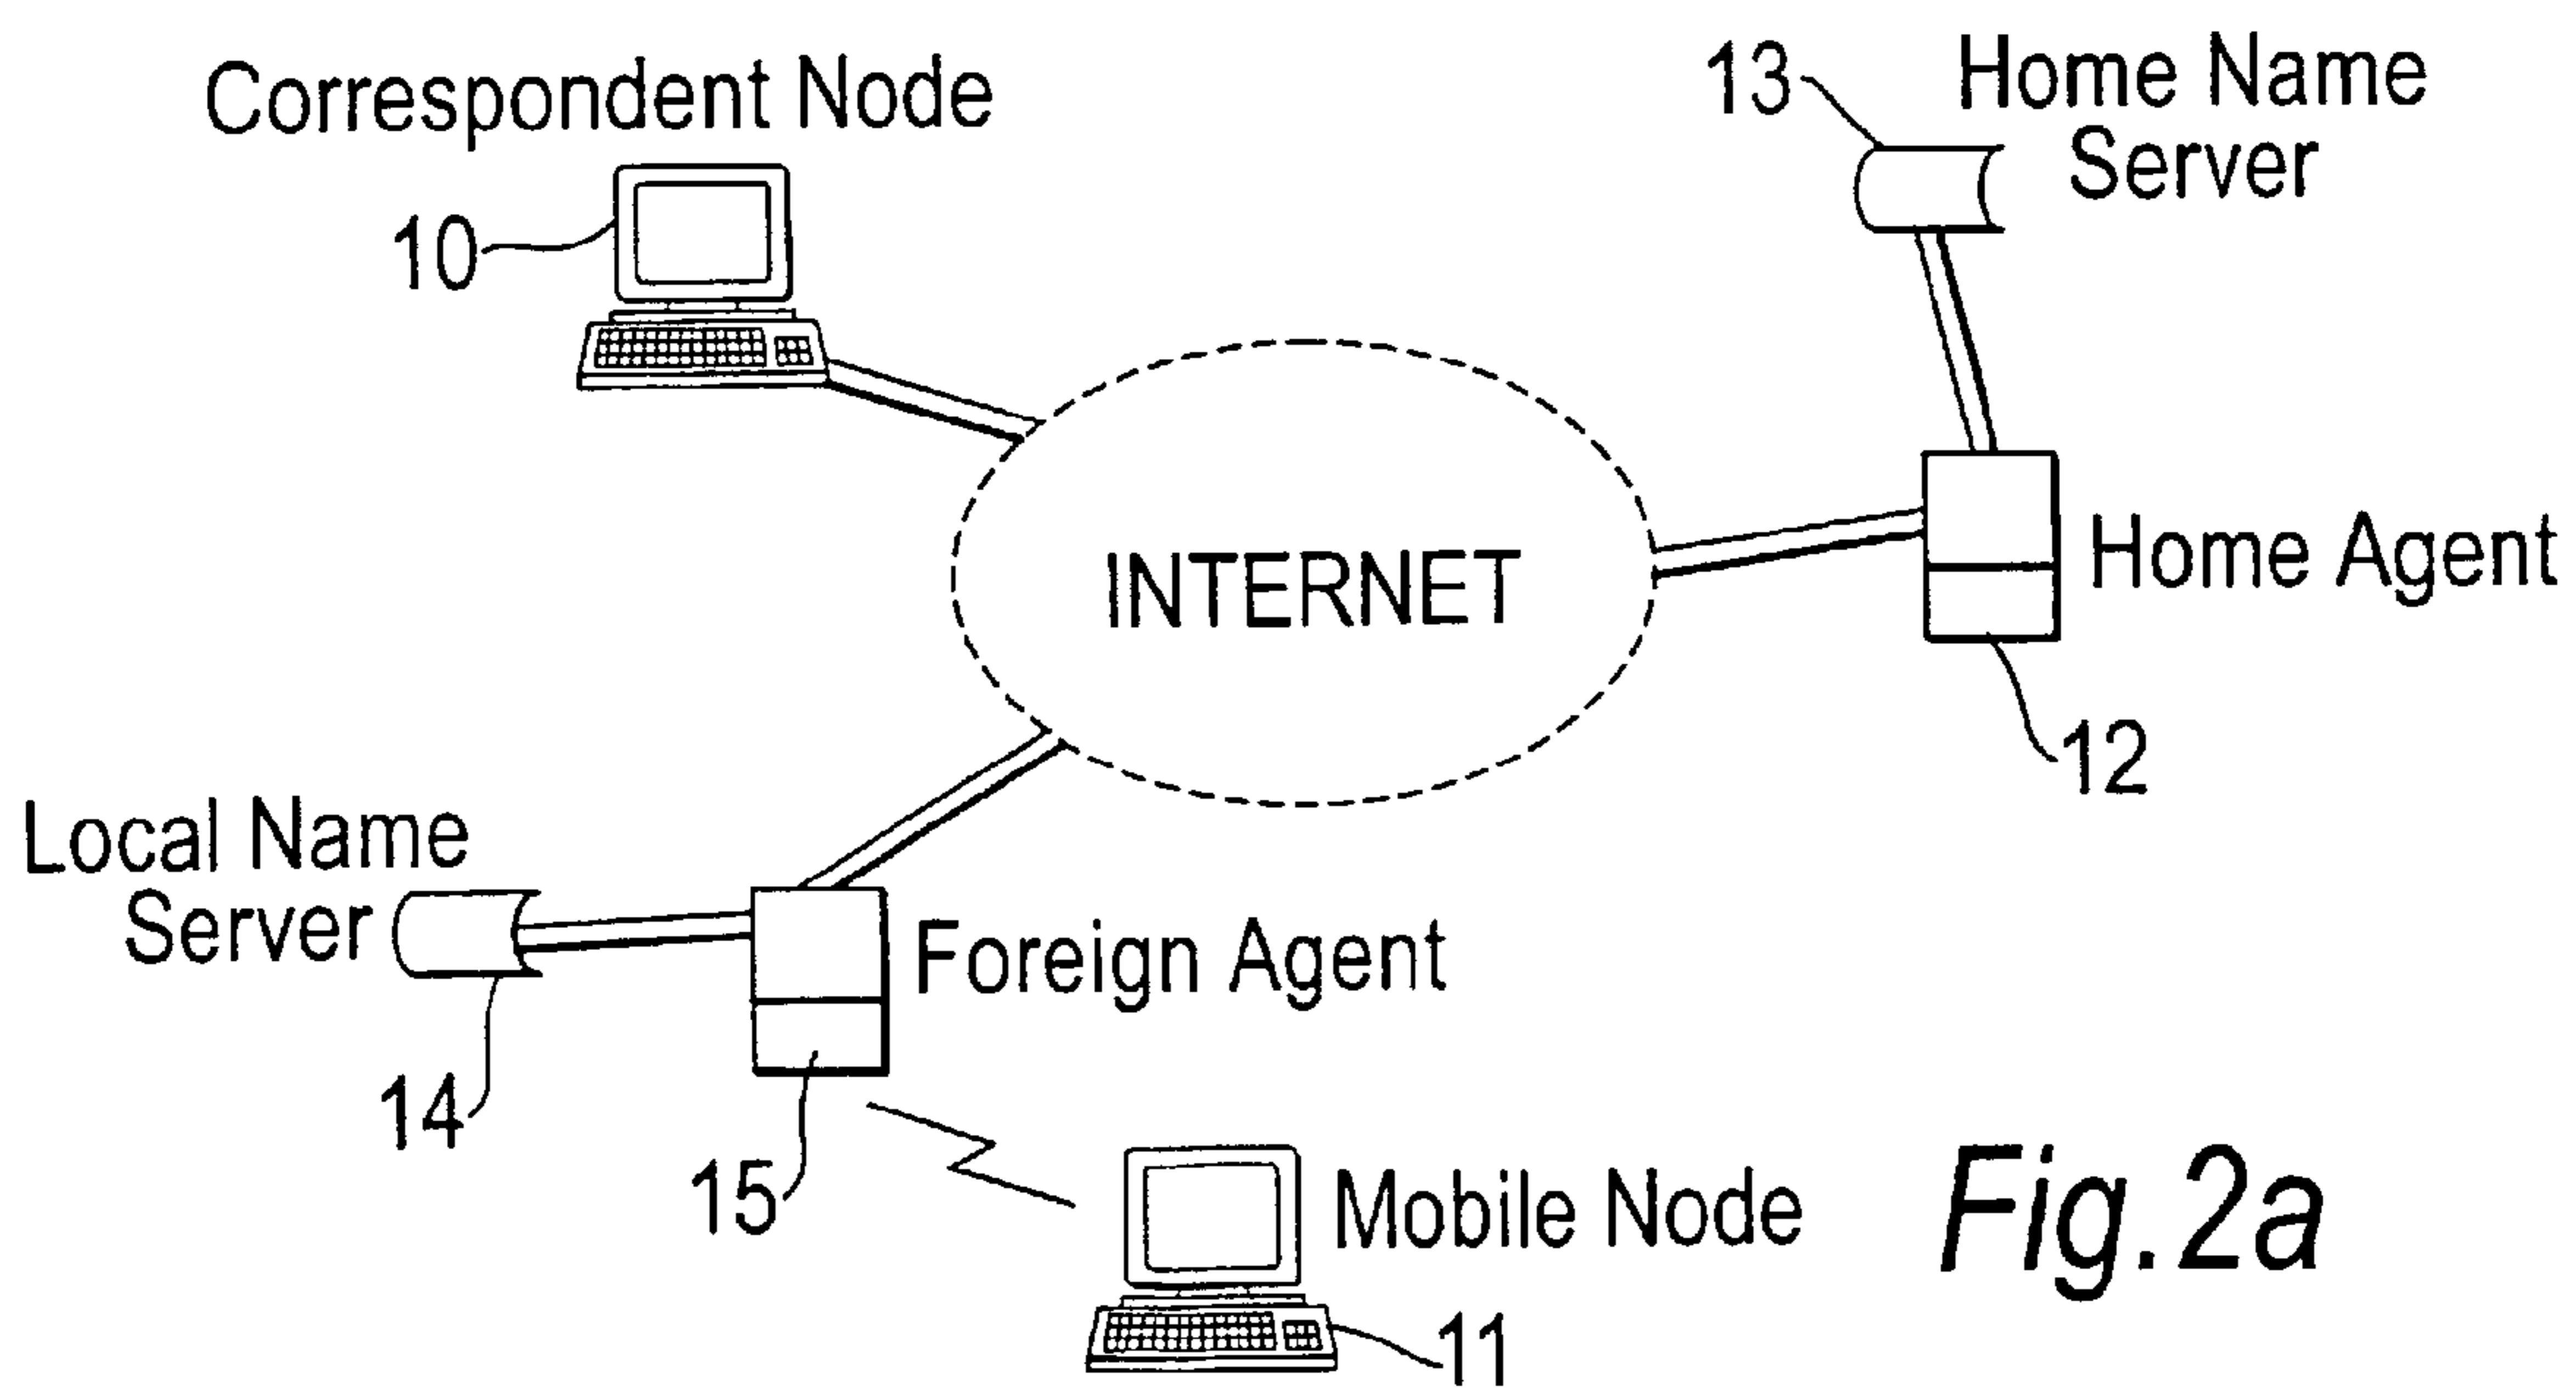 Correspondent Node
10
13
Home Name
Server
INTERNET
Home Agent
12
Local Name
Server
Foreign Agent
14
15
Mobile Node
11
Fig.2a